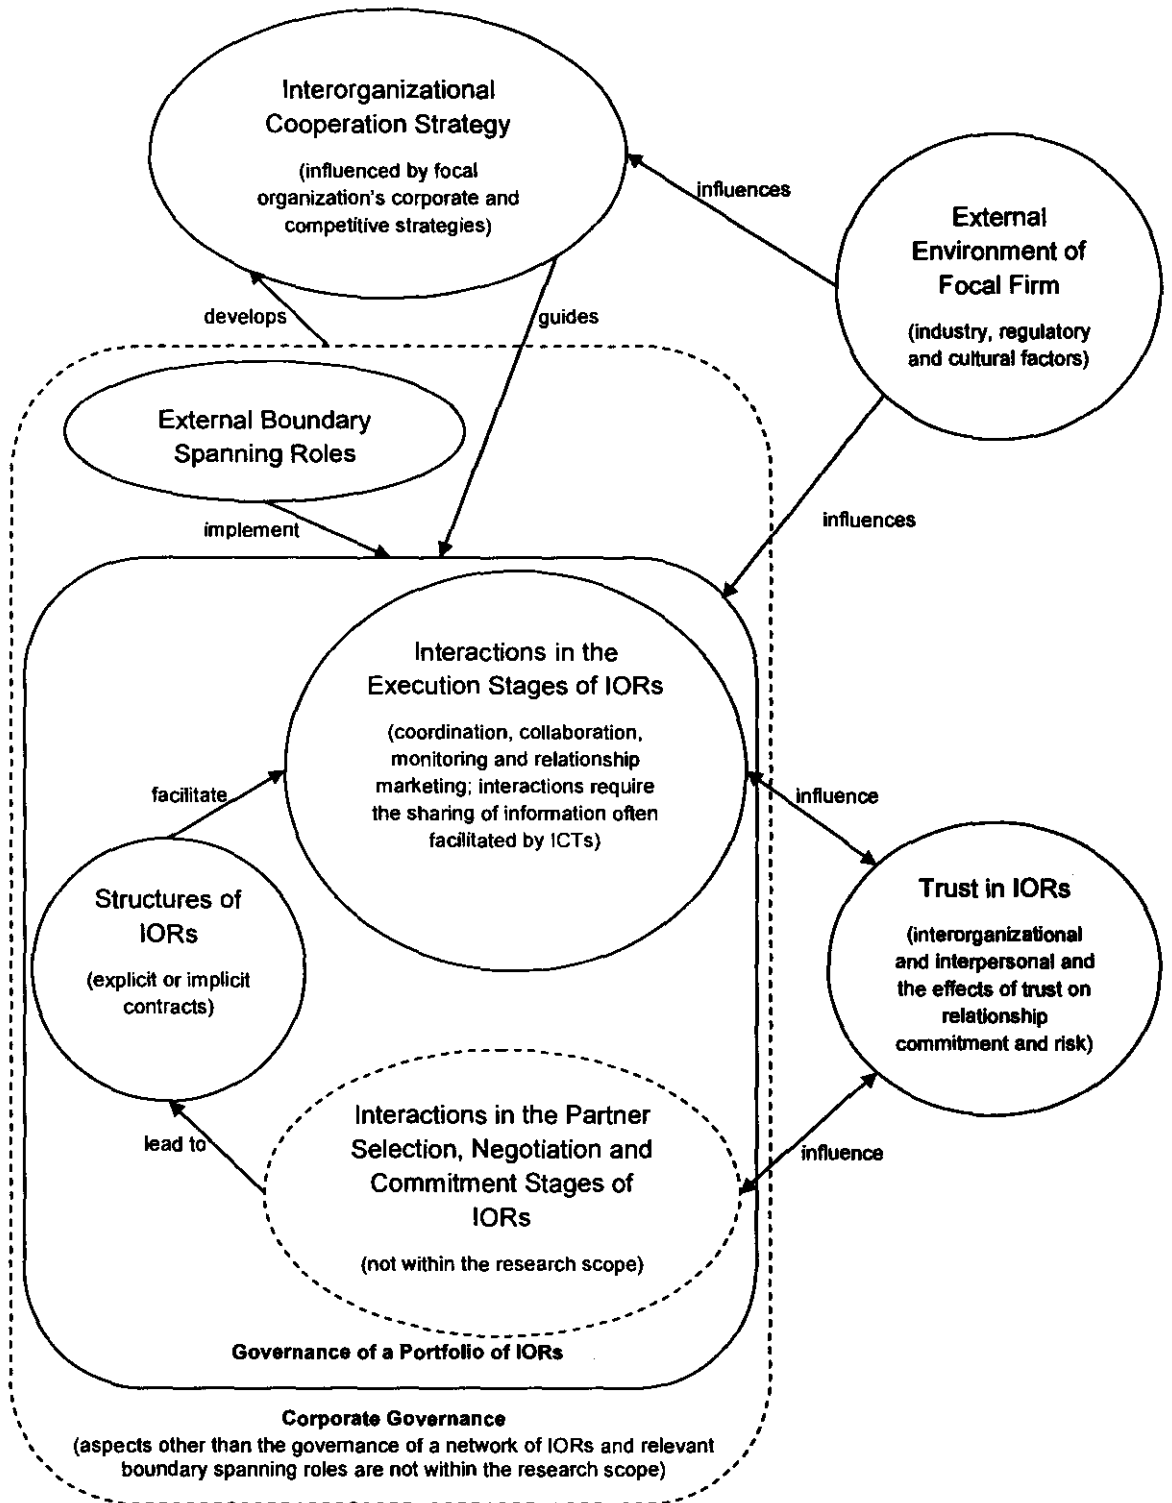 Interorganizational
Cooperation Strategy
(influenced by focal
organization's corporate and
competitive strategies)
influences
External
Environment of
Focal Firm
(industry, regulatory
and cultural factors)
develops
guides
External Boundary
Spanning Roles
implement
influences
Interactions in the
Execution Stages of IORs
(coordination, collaboration,
monitoring and relationship
marketing; interactions require
the sharing of information often
facilitated by ICTs)
facilitate
influence
Structures of
IORs
(explicit or implicit
contracts)
Trust in IORs
(interorganizational
and interpersonal and
the effects of trust on
relationship
commitment and risk)
Interactions in the Partner
Selection, Negotiation and
Commitment Stages of
IORs
(not within the research scope)
lead to
influence
Governance of a Portfolio of IORs
Corporate Governance
(aspects other than the governance of a network of IORs and relevant
boundary spanning roles are not within the research scope)